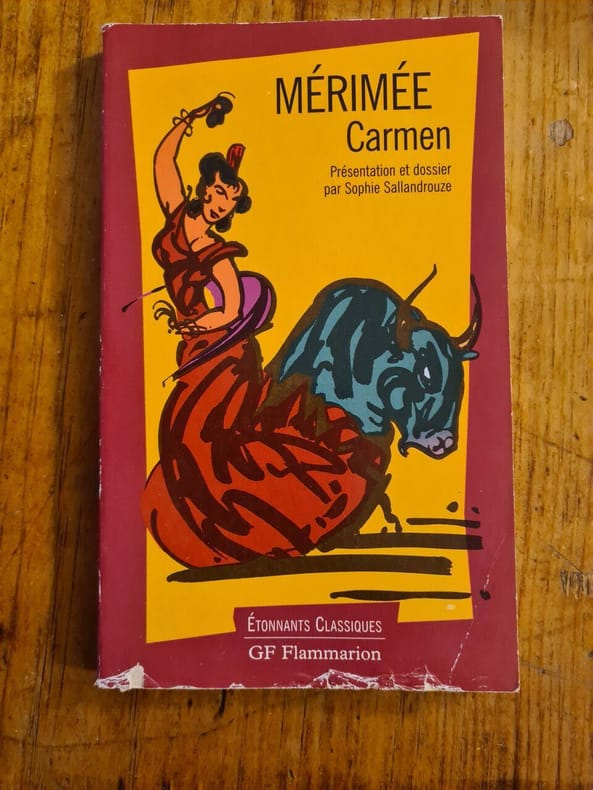 MÉRIMÉE
Carmen
Présentation et dossier
par Sophie Sallandrouze
ÉTONNANTS CLASSIQUES
GF Flammarion